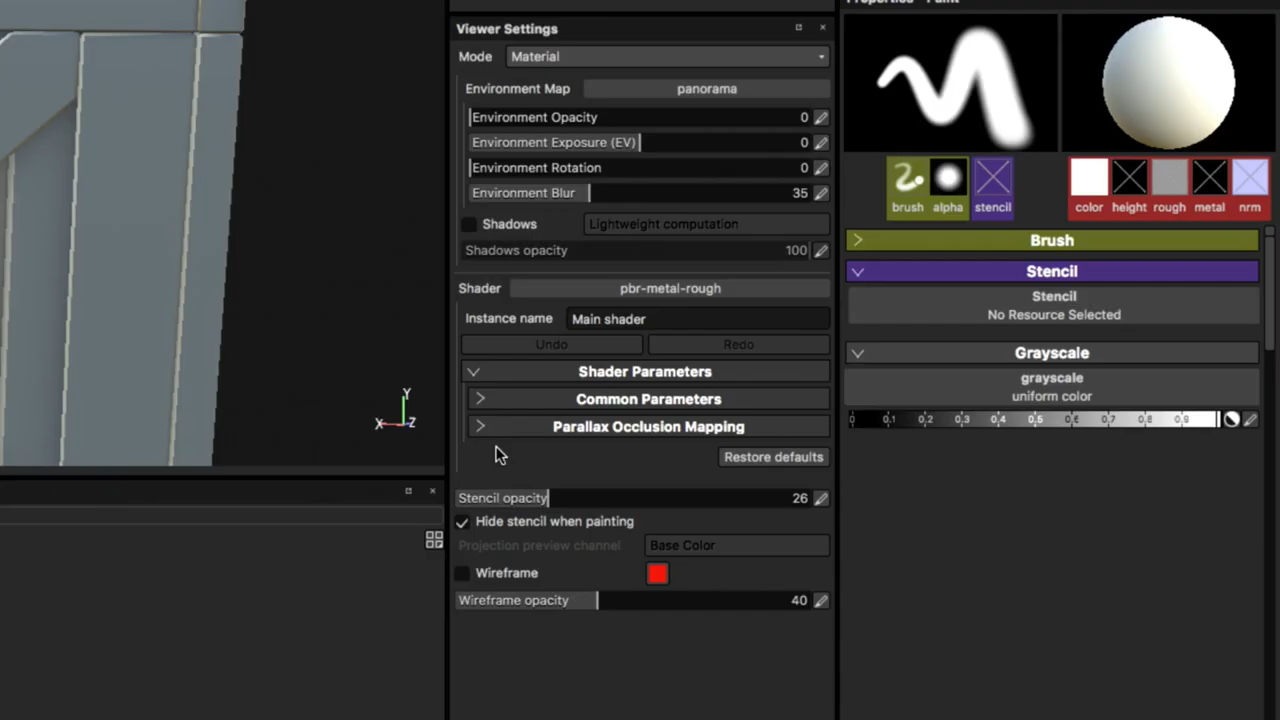 Properties - Paint
Viewer Settings
Mode Material
Environment Map panorama
Environment Opacity 0
Environment Exposure (EV) 0
Environment Rotation 0
Environment Blur 35
Shadows Lightweight computation
Shadows opacity 100
Shader pbr-metal-rough
Instance name Main shader
Undo Redo
Shader Parameters
Common Parameters
Parallax Occlusion Mapping
Restore defaults
Stencil opacity 26
Hide stencil when painting
Projection preview channel Base Color
Wireframe
Wireframe opacity 40
brush alpha stencil color height rough metal nrm
Brush
Stencil
Stencil
No Resource Selected
Grayscale
grayscale
uniform color
0 0.1 0.2 0.3 0.4 0.5 0.6 0.7 0.8 0.9
Y
X Z